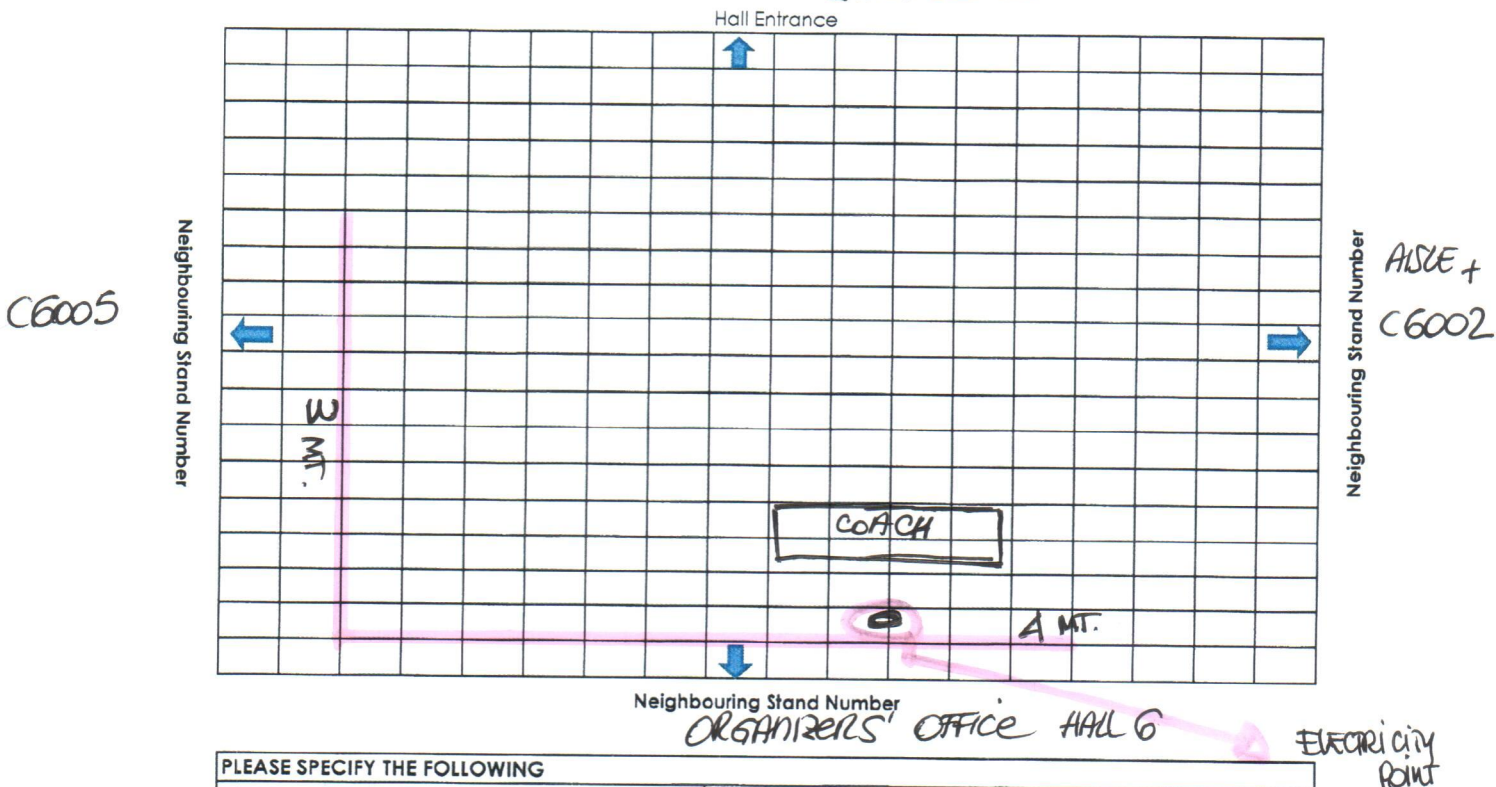 Hall Entrance
Neighbouring Stand Number
C6005
Neighbouring Stand Number
AISLE +
C6002
3 MT.
COACH
4 MT.
Neighbouring Stand Number
ORGANIZERS' OFFICE HALL 6
ELECTRICITY
POINT
PLEASE SPECIFY THE FOLLOWING